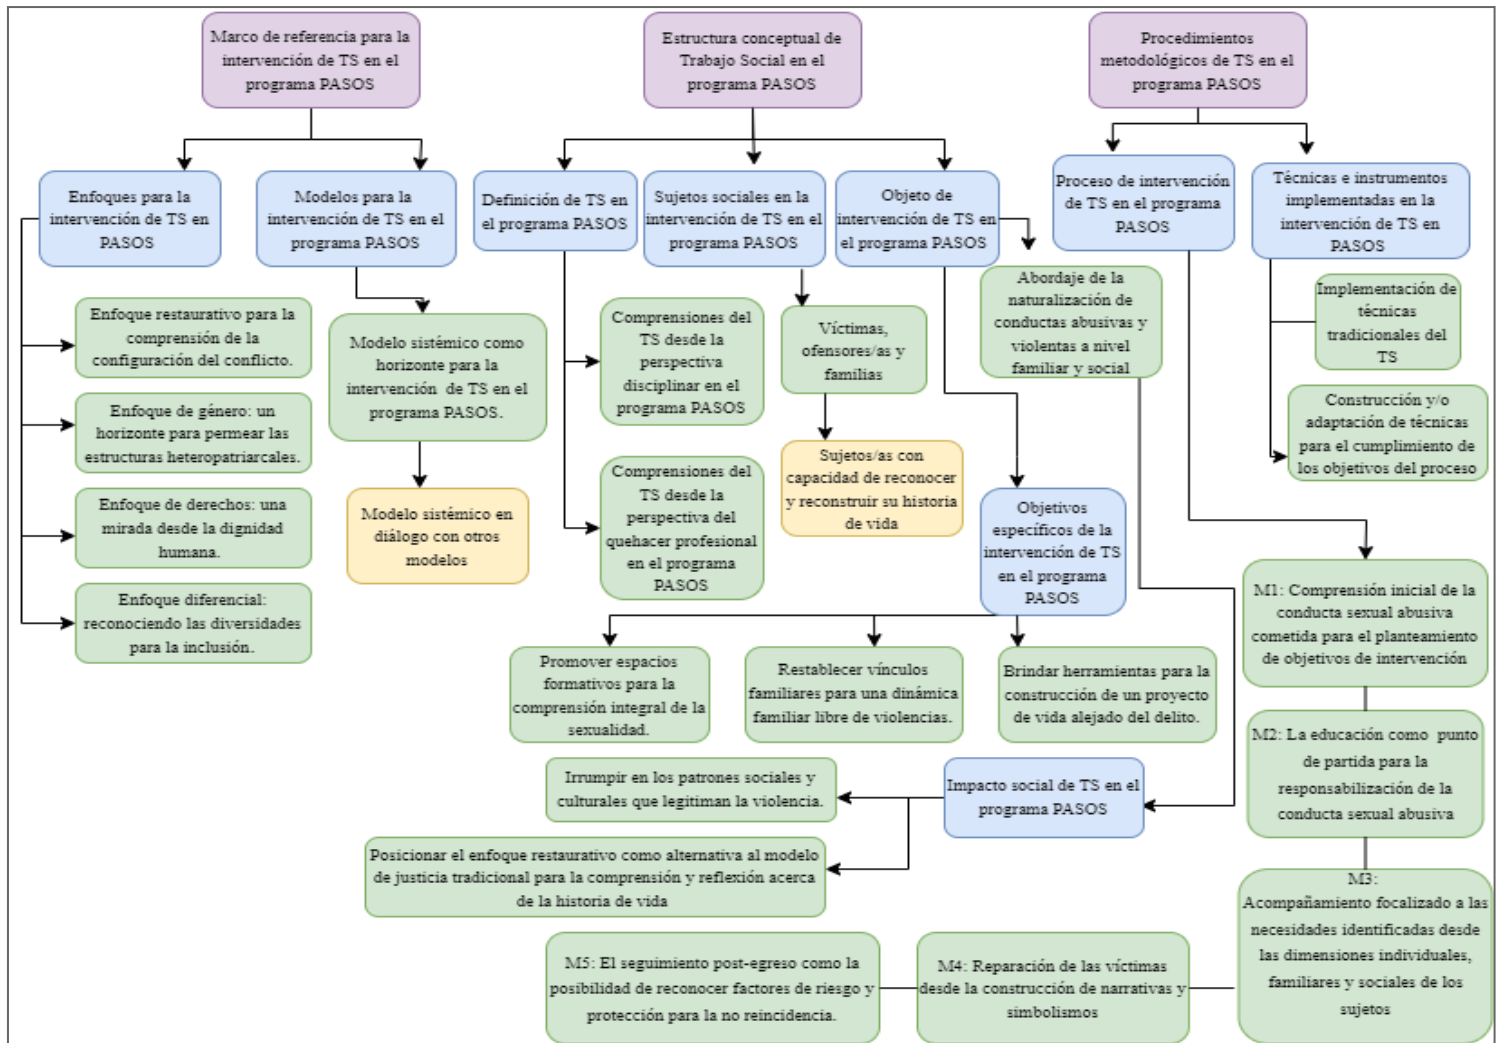 Marco de referencia para la
intervención de TS en el
programa PASOS
Estructura conceptual de
Trabajo Social en el
programa PASOS
Procedimientos
metodológicos de TS en el
programa PASOS
Enfoques para la
intervención de TS en
PASOS
Modelos para la
intervención de TS en el
programa PASOS
Definición de TS en
el programa PASOS
Sujetos sociales en la
intervención de TS en el
programa PASOS
Objeto de
intervención de TS en
el programa PASOS
Proceso de intervención
de TS en el programa
PASOS
Técnicas e instrumentos
implementadas en la
intervención de TS en
PASOS
Enfoque restaurativo para la
comprensión de la
configuración del conflicto.
Enfoque de género: un
horizonte para permear las
estructuras heteropatriarcales.
Enfoque de derechos: una
mirada desde la dignidad
humana.
Enfoque diferencial:
reconociendo las diversidades
para la inclusión.
Modelo sistémico como
horizonte para la
intervención de TS en el
programa PASOS.
Modelo sistémico en
diálogo con otros
modelos
Comprensiones del
TS desde la
perspectiva
disciplinar en el
programa PASOS
Comprensiones del
TS desde la
perspectiva del
quehacer profesional
en el programa
PASOS
Víctimas,
ofensores/as y
familias
Sujetos/as con
capacidad de reconocer
y reconstruir su historia
de vida
Abordaje de la
naturalización de
conductas abusivas y
violentas a nivel
familiar y social
Objetivos
específicos de la
intervención de TS
en el programa
PASOS
Promover espacios
formativos para la
comprensión integral de la
sexualidad.
Restablecer vínculos
familiares para una dinámica
familiar libre de violencias.
Brindar herramientas para la
construcción de un proyecto
de vida alejado del delito.
Impacto social de TS en el
programa PASOS
Irrumpir en los patrones sociales y
culturales que legitiman la violencia.
Posicionar el enfoque restaurativo como alternativa al modelo
de justicia tradicional para la comprensión y reflexión acerca
de la historia de vida
Implementación de
técnicas
tradicionales del
TS
Construcción y/o
adaptación de técnicas
para el cumplimiento de
los objetivos del proceso
M1: Comprensión inicial de la
conducta sexual abusiva
cometida para el planteamiento
de objetivos de intervención
M2: La educación como punto
de partida para la
responsabilización de la
conducta sexual abusiva
M3:
Acompañamiento focalizado a las
necesidades identificadas desde
las dimensiones individuales,
familiares y sociales de los
sujetos
M4: Reparación de las víctimas
desde la construcción de narrativas y
simbolismos
M5: El seguimiento post-egreso como la
posibilidad de reconocer factores de riesgo y
protección para la no reincidencia.